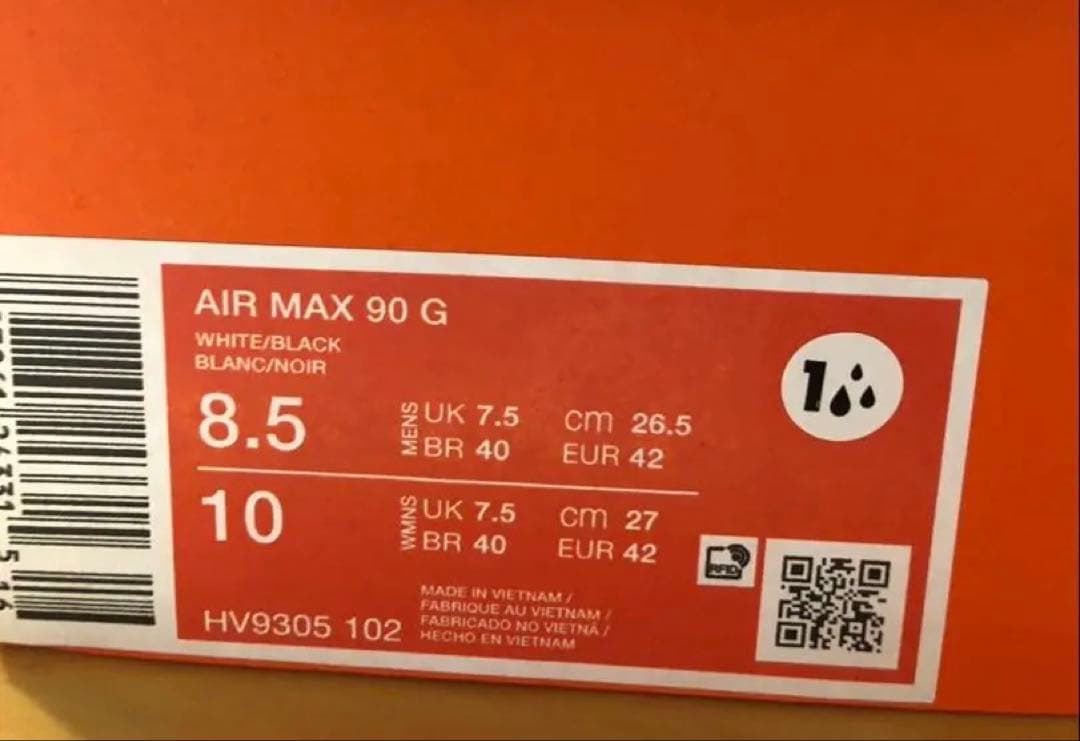 AIR MAX 90 G
WHITE/BLACK
BLANC/NOIR
8.5 MENS UK 7.5 cm 26.5
BR 40 EUR 42
10 WMNS UK 7.5 cm 27
BR 40 EUR 42
1
RFID
HV9305 102
MADE IN VIETNAM /
FABRIQUE AU VIETNAM /
FABRICADO NO VIETNÃ /
HECHO EN VIETNAM